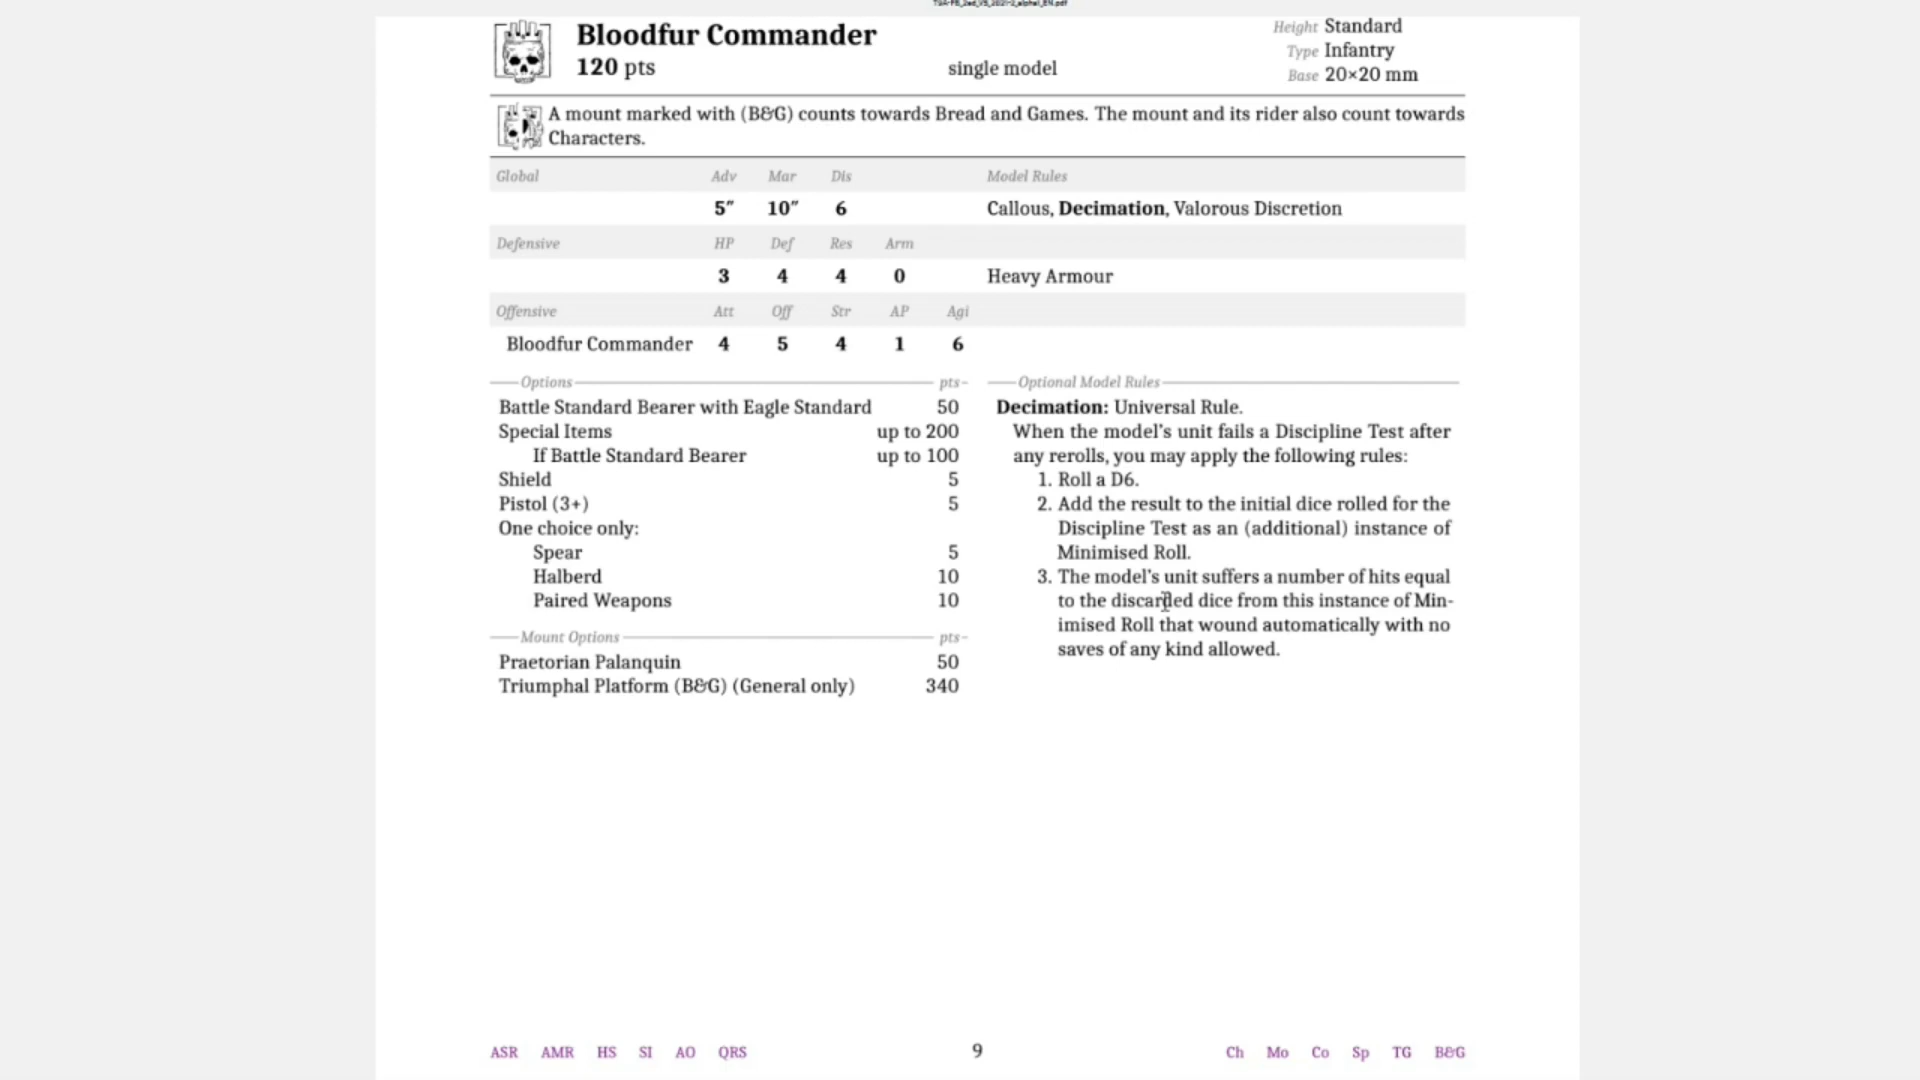 Bloodfur Commander
120 pts
single model
Height Standard
Type Infantry
Base 20×20 mm
A mount marked with (B&G) counts towards Bread and Games. The mount and its rider also count towards
Characters.
Global Adv Mar Dis Model Rules
5″ 10″ 6 Callous, Decimation, Valorous Discretion
Defensive HP Def Res Arm
3 4 4 0 Heavy Armour
Offensive Att Off Str AP Agi
Bloodfur Commander 4 5 4 1 6
Options pts
Battle Standard Bearer with Eagle Standard 50
Special Items up to 200
If Battle Standard Bearer up to 100
Shield 5
Pistol (3+) 5
One choice only:
Spear 5
Halberd 10
Paired Weapons 10
Mount Options pts
Praetorian Palanquin 50
Triumphal Platform (B&G) (General only) 340
Optional Model Rules
Decimation: Universal Rule.
When the model's unit fails a Discipline Test after
any rerolls, you may apply the following rules:
1. Roll a D6.
2. Add the result to the initial dice rolled for the
Discipline Test as an (additional) instance of
Minimised Roll.
3. The model's unit suffers a number of hits equal
to the discarded dice from this instance of Min-
imised Roll that wound automatically with no
saves of any kind allowed.
ASR AMR HS SI AO QRS 9 Ch Mo Co Sp TG B&G